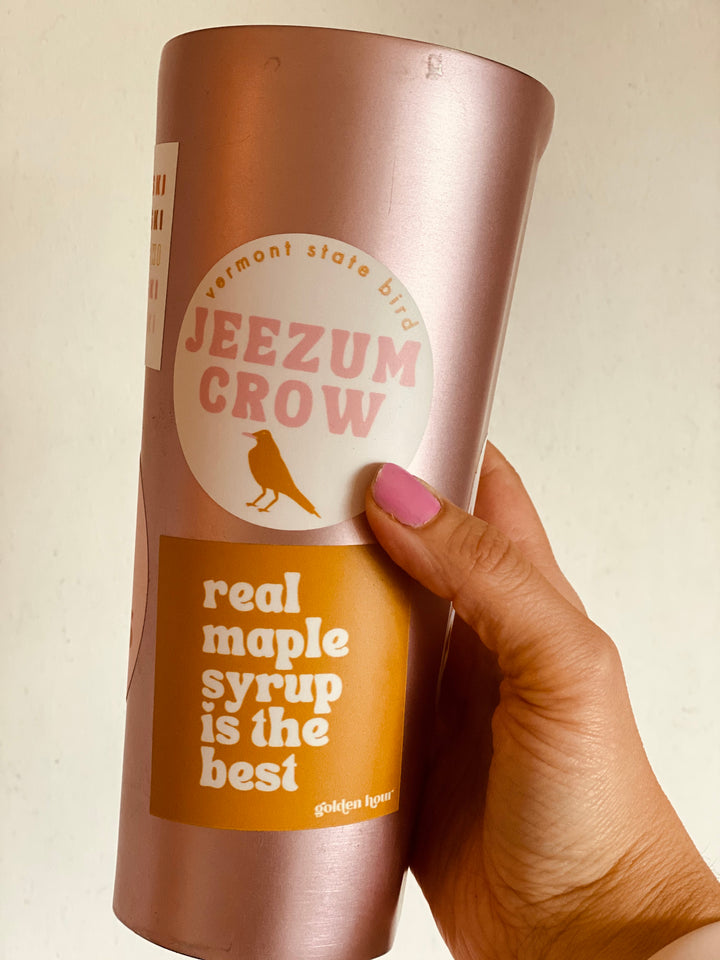 vermont state bird
JEEZUM
CROW
real
maple
syrup
is the
best
golden hour